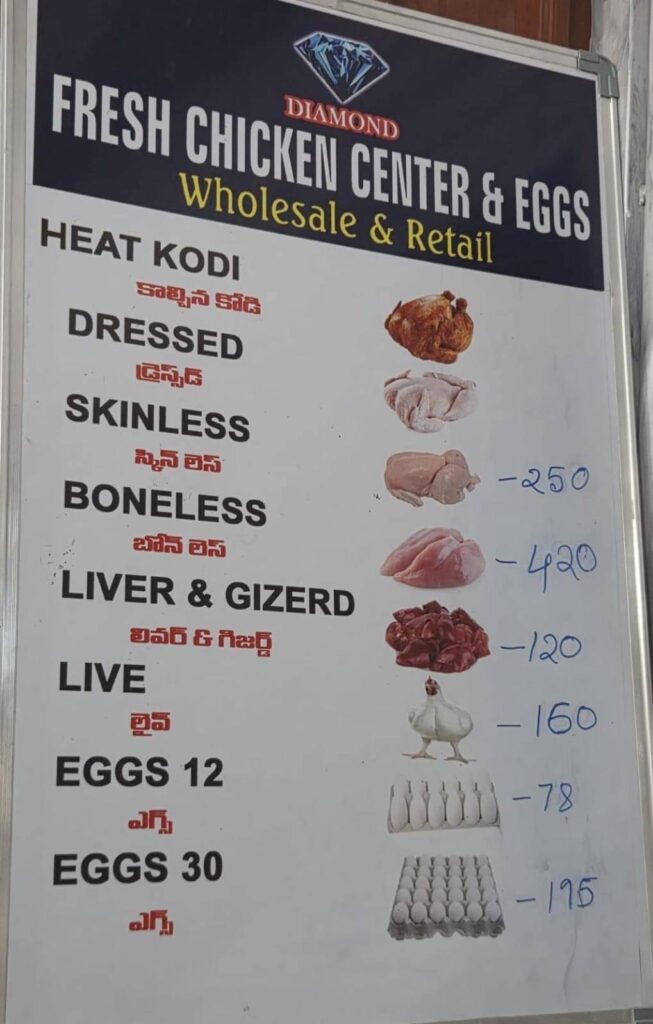 DIAMOND
FRESH CHICKEN CENTER & EGGS
Wholesale & Retail
HEAT KODI
కాల్చిన కోడి
DRESSED
డ్రెస్స్‌డ్
SKINLESS
స్కిన్ లెస్ -250
BONELESS
బోన్ లెస్ -420
LIVER & GIZERD
లివర్ & గిజర్డ్ -120
LIVE
లైవ్ -160
EGGS 12 -78
ఎగ్స్
EGGS 30 -195
ఎగ్స్